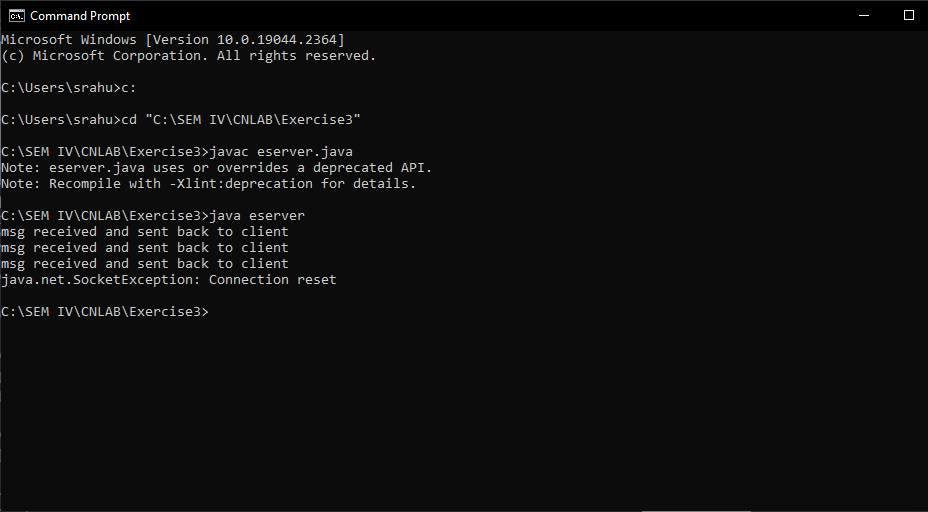 Command Prompt
Microsoft Windows [Version 10.0.19044.2364]
(c) Microsoft Corporation. All rights reserved.
C:\Users\srahu>c:
C:\Users\srahu>cd "C:\SEM IV\CNLAB\Exercise3"
C:\SEM IV\CNLAB\Exercise3>javac eserver.java
Note: eserver.java uses or overrides a deprecated API.
Note: Recompile with -Xlint:deprecation for details.
C:\SEM IV\CNLAB\Exercise3>java eserver
msg received and sent back to client
msg received and sent back to client
msg received and sent back to client
java.net.SocketException: Connection reset
C:\SEM IV\CNLAB\Exercise3>